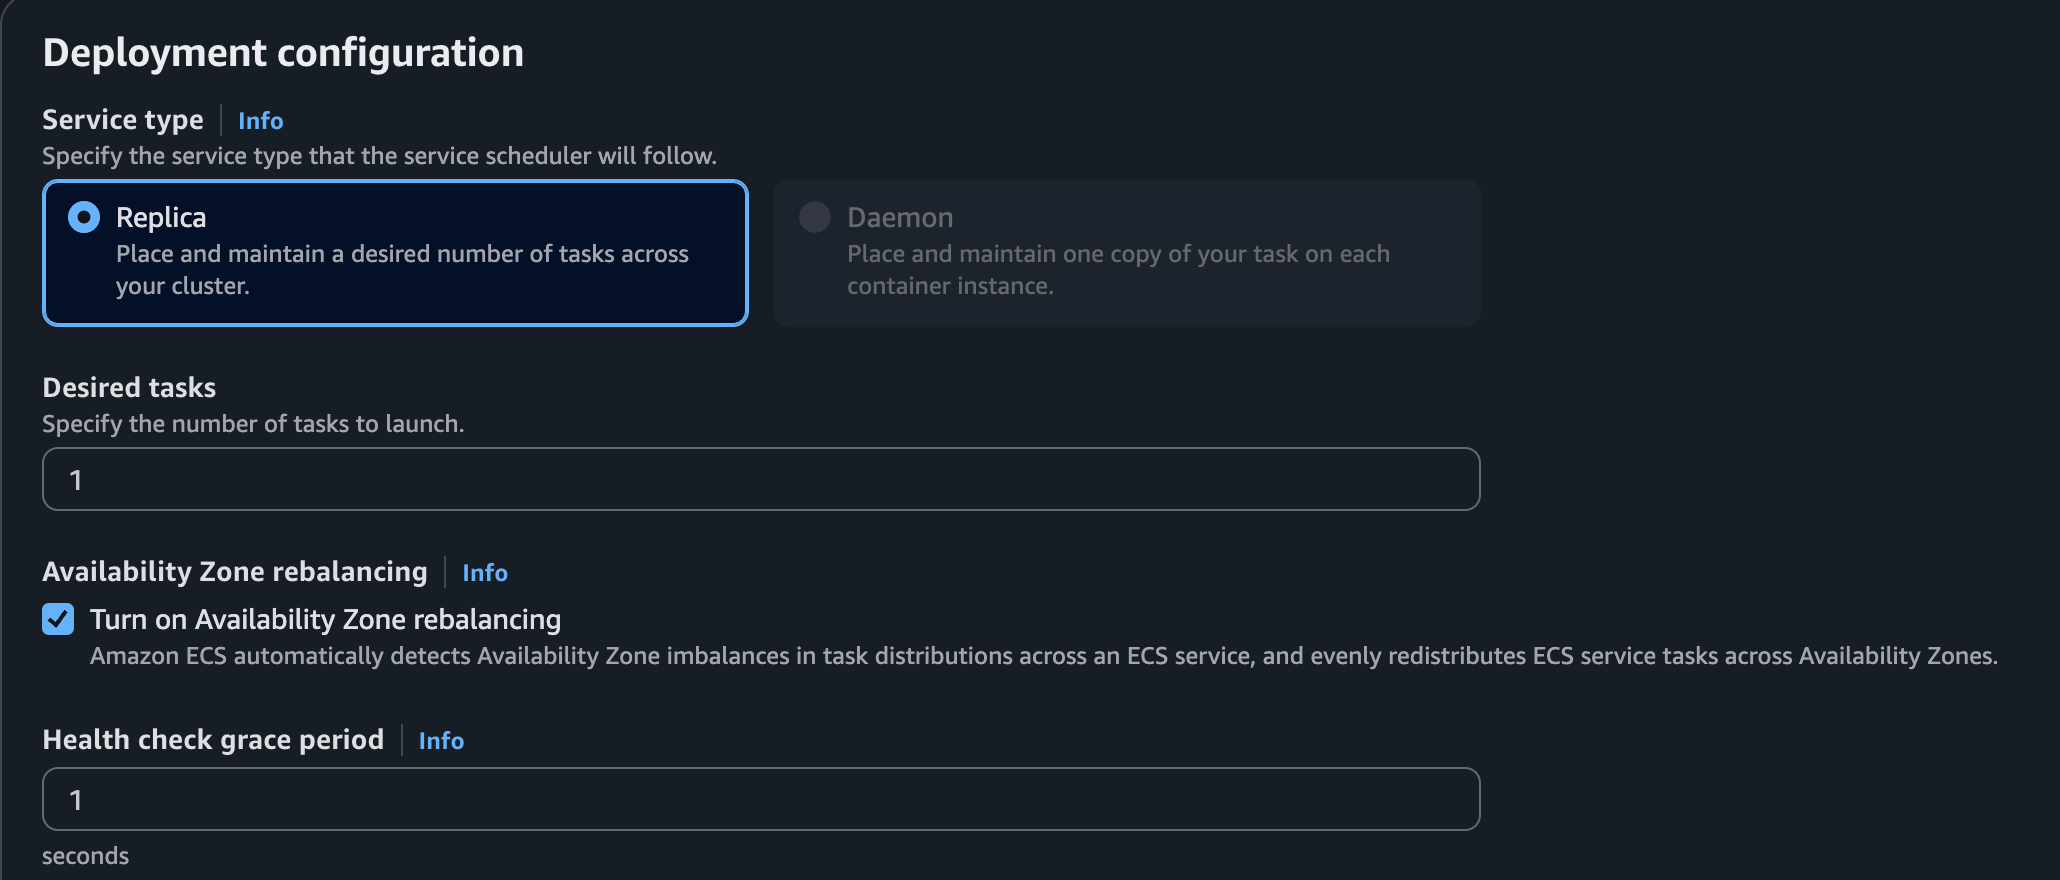 Deployment configuration
Service type | Info
Specify the service type that the service scheduler will follow.
Replica
Place and maintain a desired number of tasks across
your cluster.
Daemon
Place and maintain one copy of your task on each
container instance.
Desired tasks
Specify the number of tasks to launch.
1
Availability Zone rebalancing | Info
Turn on Availability Zone rebalancing
Amazon ECS automatically detects Availability Zone imbalances in task distributions across an ECS service, and evenly redistributes ECS service tasks across Availability Zones.
Health check grace period | Info
1
seconds